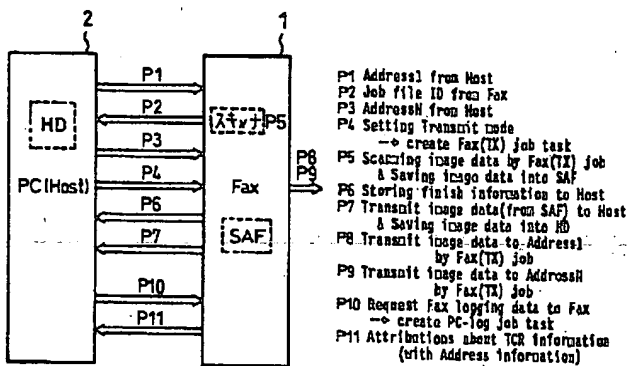 2
1
P1
P2
P3
P4
P6
P7
P10
P11
HD
PC(Host)
スキャナ P5
Fax
SAF
P8
P9
P1 Address1 from Host
P2 Job file ID from Fax
P3 AddressN from Host
P4 Setting Transmit mode
→ create Fax(TX) job task
P5 Scanning image data by Fax(TX) job
& Saving image data into SAF
P6 Storing finish information to Host
P7 Transmit image data(from SAF) to Host
& Saving image data into HD
P8 Transmit image data to Address1
by Fax(TX) job
P9 Transmit image data to AddressN
by Fax(TX) job
P10 Request Fax logging data to Fax
→ create PC-log job task
P11 Attributions about TCR information
(with Address information)